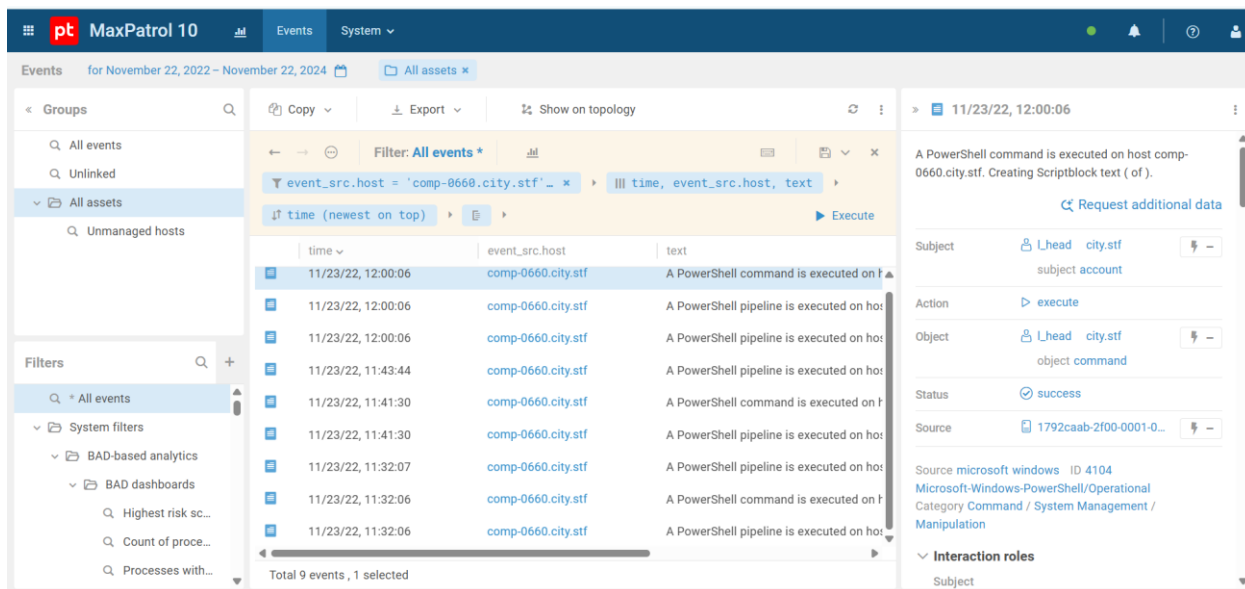 pt MaxPatrol 10 Events System
Events for November 22, 2022 – November 22, 2024 All assets ×
Groups
All events
Unlinked
All assets
Unmanaged hosts
Filters
* All events
System filters
BAD-based analytics
BAD dashboards
Highest risk sc...
Count of proce...
Processes with...
Copy Export Show on topology
Filter: All events *
event_src.host = 'comp-0660.city.stf'… × time, event_src.host, text
time (newest on top) Execute
time event_src.host text
11/23/22, 12:00:06 comp-0660.city.stf A PowerShell command is executed on h
11/23/22, 12:00:06 comp-0660.city.stf A PowerShell pipeline is executed on hos
11/23/22, 12:00:06 comp-0660.city.stf A PowerShell pipeline is executed on hos
11/23/22, 11:43:44 comp-0660.city.stf A PowerShell pipeline is executed on hos
11/23/22, 11:41:30 comp-0660.city.stf A PowerShell command is executed on h
11/23/22, 11:41:30 comp-0660.city.stf A PowerShell pipeline is executed on hos
11/23/22, 11:32:07 comp-0660.city.stf A PowerShell pipeline is executed on hos
11/23/22, 11:32:06 comp-0660.city.stf A PowerShell command is executed on h
11/23/22, 11:32:06 comp-0660.city.stf A PowerShell pipeline is executed on hos
Total 9 events , 1 selected
11/23/22, 12:00:06
A PowerShell command is executed on host comp-
0660.city.stf. Creating Scriptblock text ( of ).
Request additional data
Subject l_head city.stf
subject account
Action execute
Object l_head city.stf
object command
Status success
Source 1792caab-2f00-0001-0...
Source microsoft windows ID 4104
Microsoft-Windows-PowerShell/Operational
Category Command / System Management /
Manipulation
Interaction roles
Subject